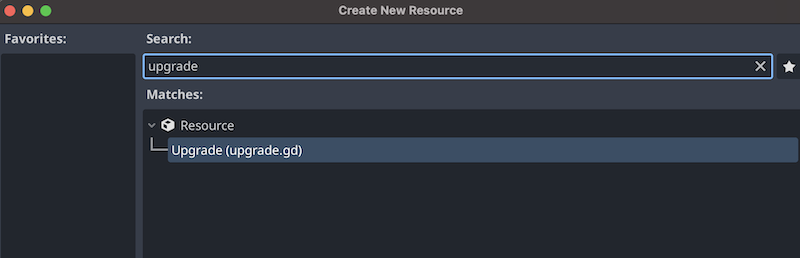 Create New Resource
Favorites:
Search:
upgrade
Matches:
Resource
Upgrade (upgrade.gd)